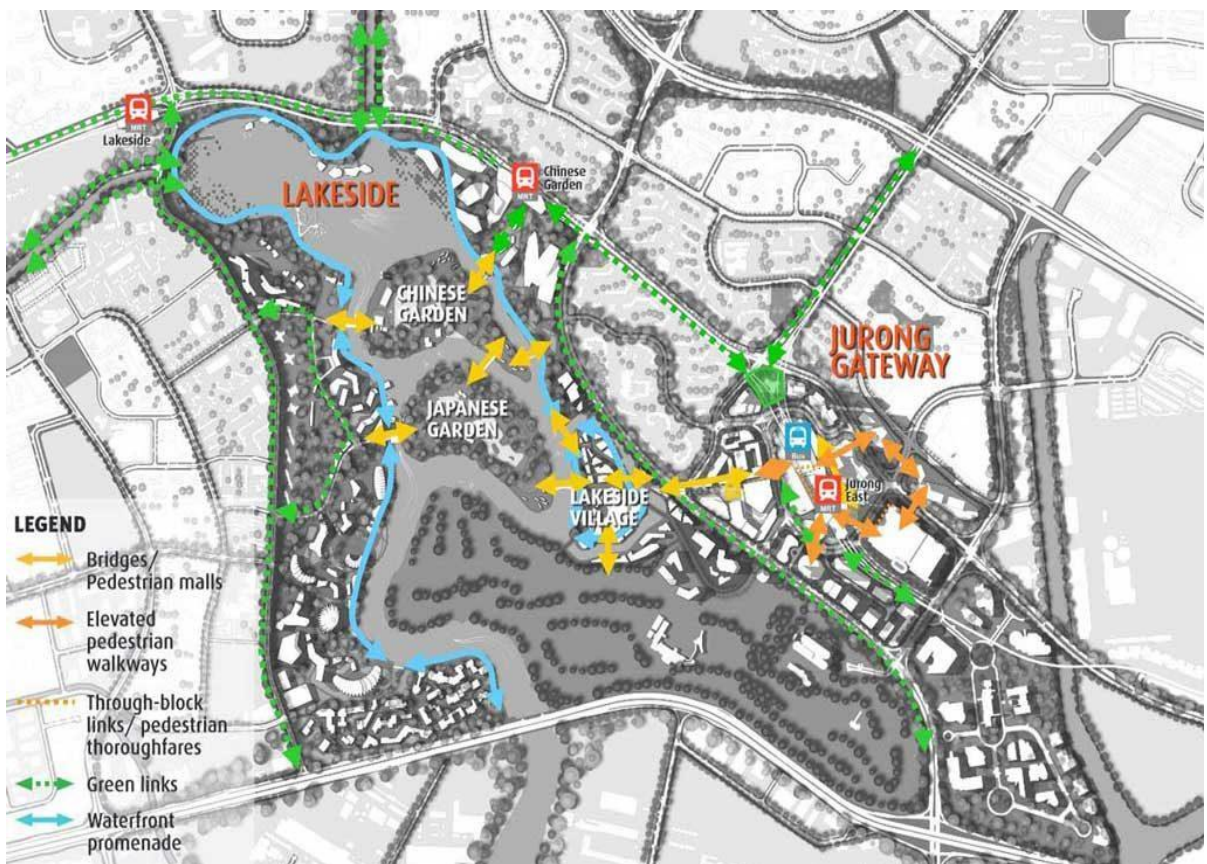 MRT
Lakeside
LAKESIDE
Chinese
Garden
MRT
CHINESE
GARDEN
JURONG
GATEWAY
JAPANESE
GARDEN
Bus
LAKESIDE
VILLAGE
Jurong
East
MRT
LEGEND
Bridges/
Pedestrian malls
Elevated
pedestrian
walkways
Through-block
links/ pedestrian
thoroughfares
Green links
Waterfront
promenade